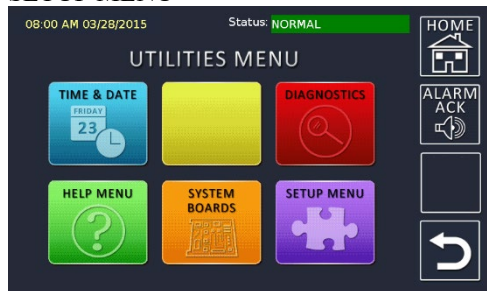 08:00 AM 03/28/2015 Status: NORMAL
HOME
UTILITIES MENU
TIME & DATE
FRIDAY
23
DIAGNOSTICS
ALARM
ACK
HELP MENU
?
SYSTEM
BOARDS
SETUP MENU